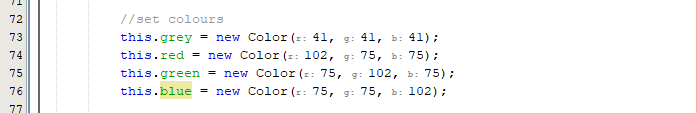 71
72 //set colours
73 this.grey = new Color(r: 41, g: 41, b: 41);
74 this.red = new Color(r: 102, g: 75, b: 75);
75 this.green = new Color(r: 75, g: 102, b: 75);
76 this.blue = new Color(r: 75, g: 75, b: 102);
77